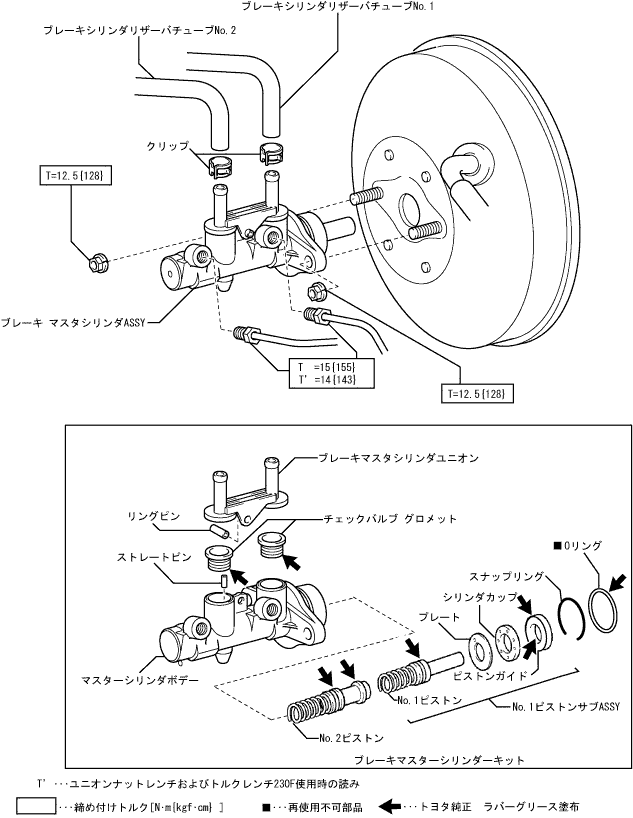 ブレーキシリンダリザーバチューブNo.1
ブレーキシリンダリザーバチューブNo.2
クリップ
T=12.5{128}
ブレーキ マスタシリンダASSY
T =15{155}
T'=14{143}
T=12.5{128}
ブレーキマスタシリンダユニオン
リングピン
チェックバルブ グロメット
ストレートピン
■Oリング
スナップリング
シリンダカップ
プレート
マスターシリンダボデー
ピストンガイド
No.1ピストン
No.1ピストンサブASSY
No.2ピストン
ブレーキマスターシリンダーキット
T'･･･ユニオンナットレンチおよびトルクレンチ230F使用時の読み
･･･締め付けトルク[N･m{kgf･cm} ] ■･･･再使用不可部品 ･･･トヨタ純正 ラバーグリース塗布